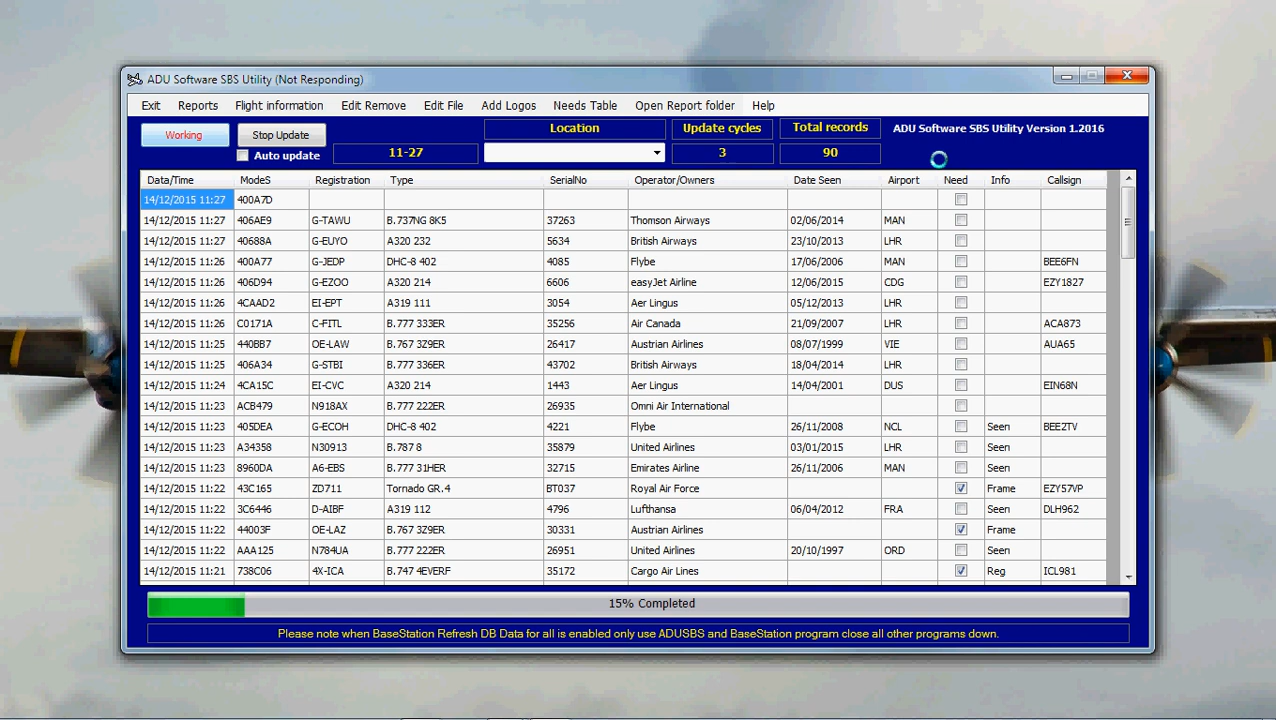 ADU Software SBS Utility (Not Responding)
Exit Reports Flight information Edit Remove Edit File Add Logos Needs Table Open Report folder Help
Working Stop Update Location Update cycles Total records ADU Software SBS Utility Version 1.2016
Auto update 11-27 3 90
Data/Time ModeS Registration Type SerialNo Operator/Owners Date Seen Airport Need Info Callsign
14/12/2015 11:27 400A7D
14/12/2015 11:27 406AE9 G-TAWU B.737NG 8K5 37263 Thomson Airways 02/06/2014 MAN
14/12/2015 11:27 40688A G-EUYO A320 232 5634 British Airways 23/10/2013 LHR
14/12/2015 11:26 400A77 G-JEDP DHC-8 402 4085 Flybe 17/06/2006 MAN BEE6FN
14/12/2015 11:26 406D94 G-EZOO A320 214 6606 easyJet Airline 12/06/2015 CDG EZY1827
14/12/2015 11:26 4CAAD2 EI-EPT A319 111 3054 Aer Lingus 05/12/2013 LHR
14/12/2015 11:26 C0171A C-FITL B.777 333ER 35256 Air Canada 21/09/2007 LHR ACA873
14/12/2015 11:25 440BB7 OE-LAW B.767 3Z9ER 26417 Austrian Airlines 08/07/1999 VIE AUA65
14/12/2015 11:25 406A34 G-STBI B.777 336ER 43702 British Airways 18/04/2014 LHR
14/12/2015 11:24 4CA15C EI-CVC A320 214 1443 Aer Lingus 14/04/2001 DUS EIN68N
14/12/2015 11:23 ACB479 N918AX B.777 222ER 26935 Omni Air International
14/12/2015 11:23 405DEA G-ECOH DHC-8 402 4221 Flybe 26/11/2008 NCL Seen BEE2TV
14/12/2015 11:23 A34358 N30913 B.787 8 35879 United Airlines 03/01/2015 LHR Seen
14/12/2015 11:23 8960DA A6-EBS B.777 31HER 32715 Emirates Airline 26/11/2006 MAN Seen
14/12/2015 11:22 43C165 ZD711 Tornado GR.4 BT037 Royal Air Force Frame EZY57VP
14/12/2015 11:22 3C6446 D-AIBF A319 112 4796 Lufthansa 06/04/2012 FRA Seen DLH962
14/12/2015 11:22 44003F OE-LAZ B.767 3Z9ER 30331 Austrian Airlines Frame
14/12/2015 11:22 AAA125 N784UA B.777 222ER 26951 United Airlines 20/10/1997 ORD Seen
14/12/2015 11:21 738C06 4X-ICA B.747 4EVERF 35172 Cargo Air Lines Reg ICL981
15% Completed
Please note when BaseStation Refresh DB Data for all is enabled only use ADUSBS and BaseStation program close all other programs down.